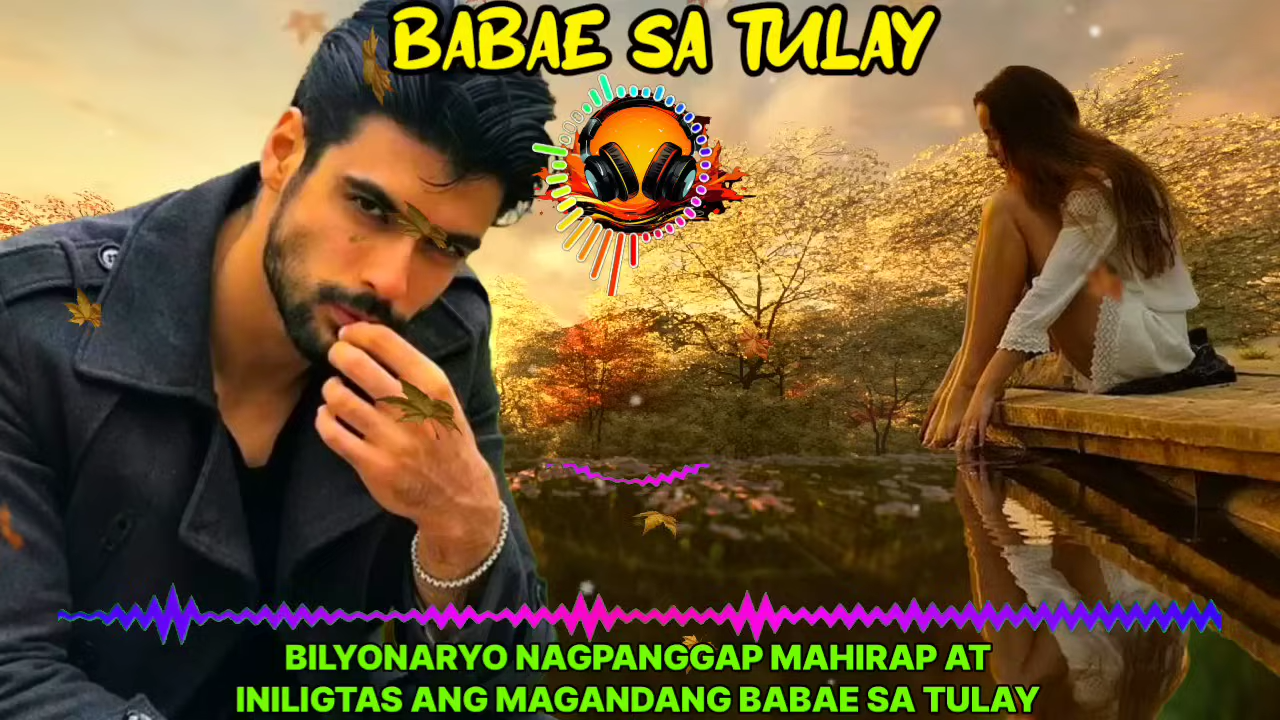 BABAE SA TULAY
BILYONARYO NAGPANGGAP MAHIRAP AT
INILIGTAS ANG MAGANDANG BABAE SA TULAY